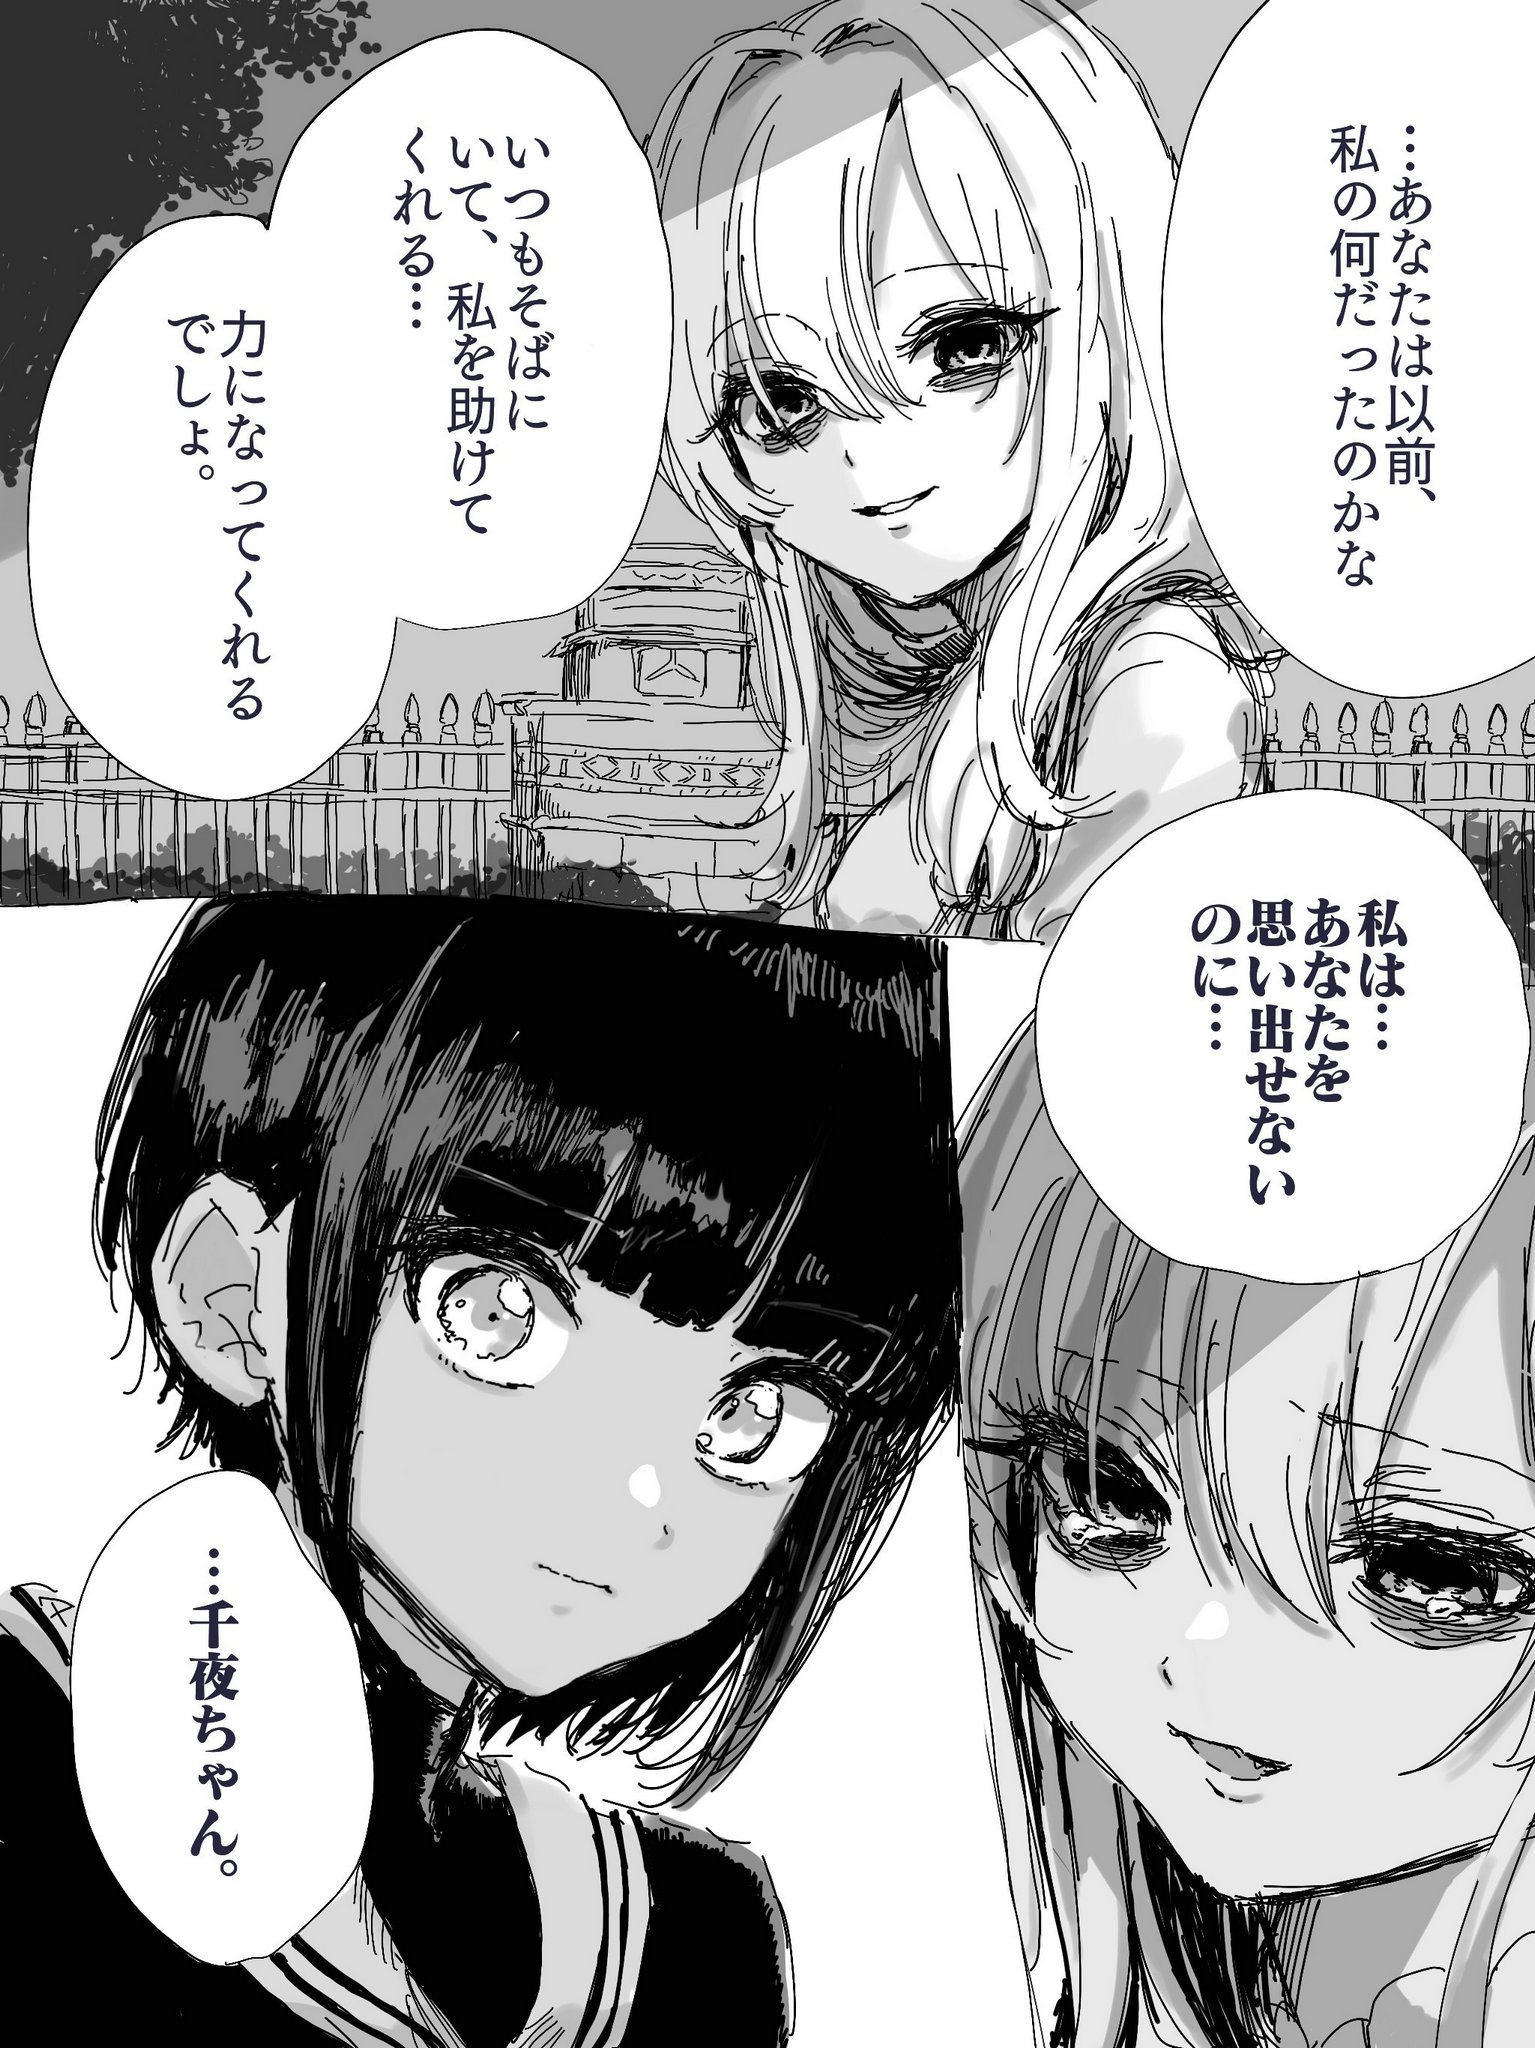 …あなたは以前、
私の何だったのかな
いつもそばに
いて、私を助けて
くれる…
力になってくれる
でしょ。
私は…
あなたを
思い出せない
のに…
…千夜ちゃん。